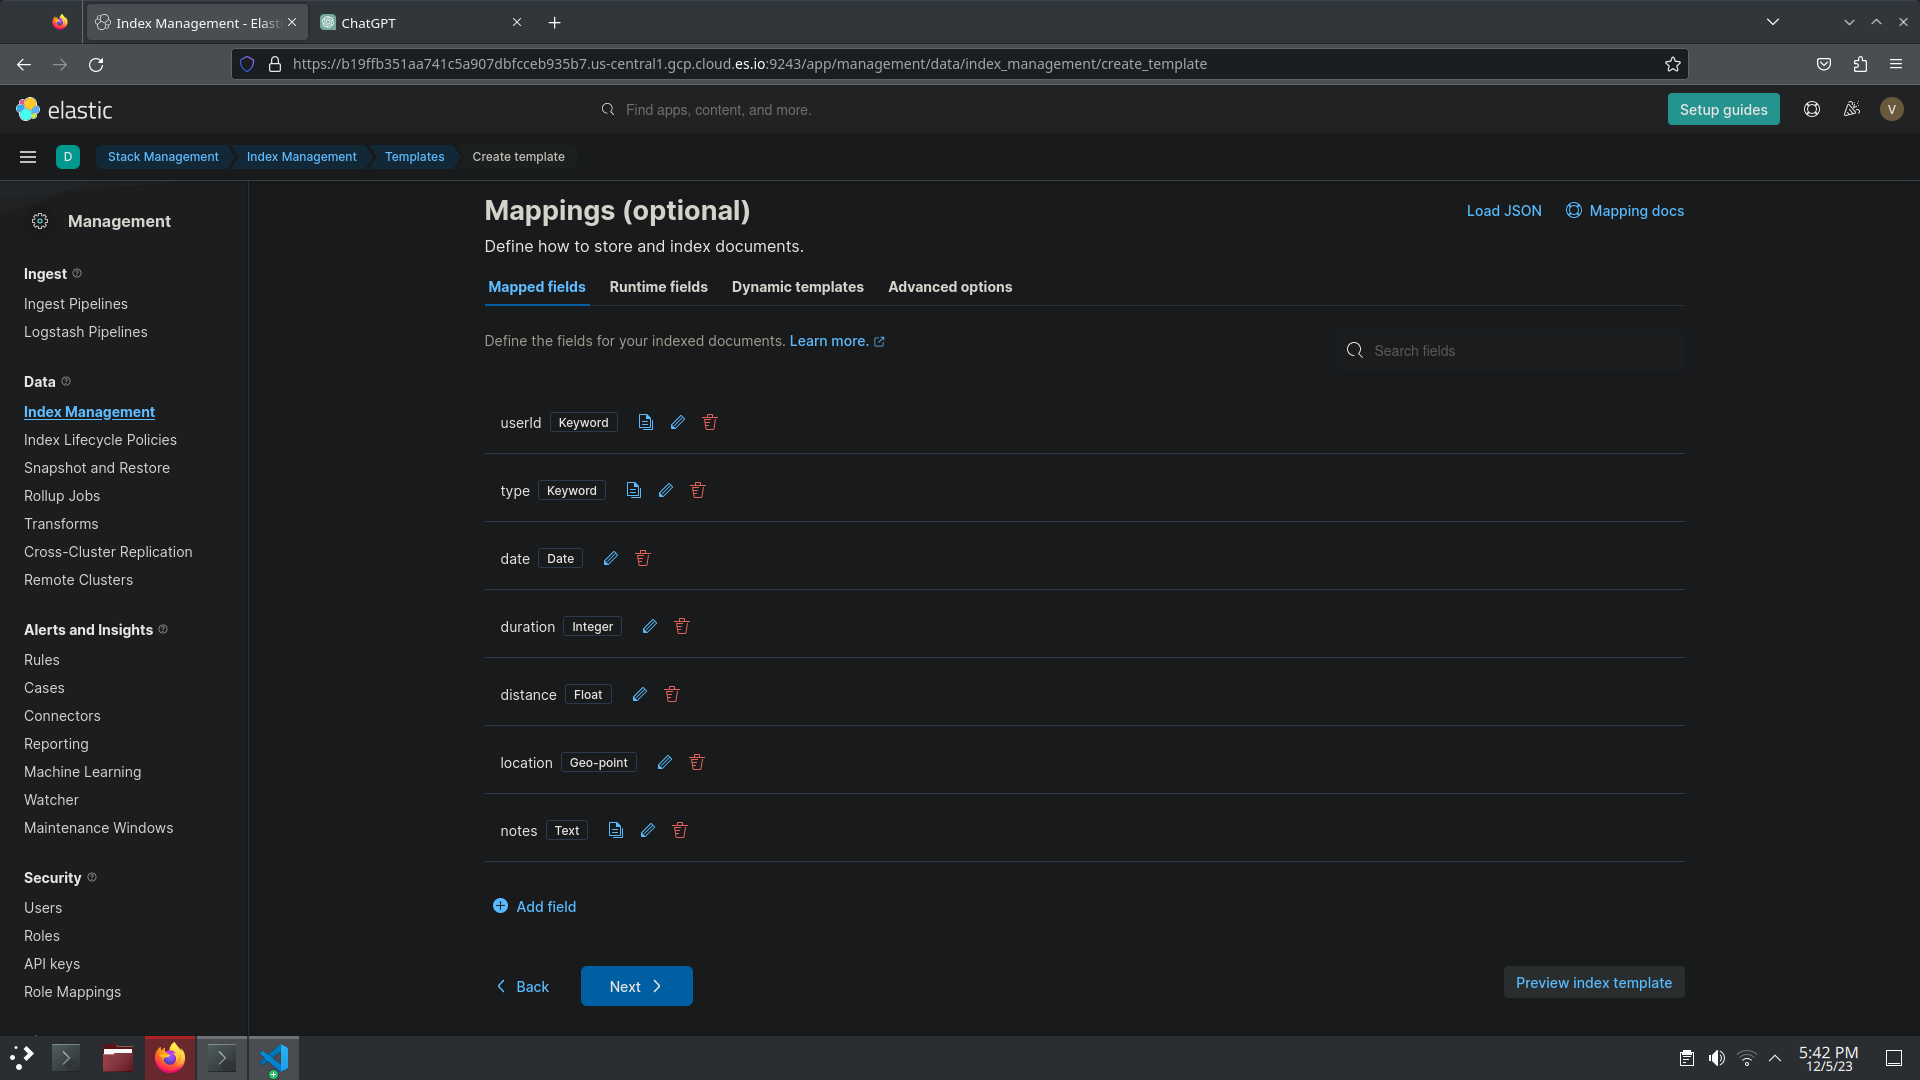 Index Management - Elasti
ChatGPT
https://b19ffb351aa741c5a907dbfcceb935b7.us-central1.gcp.cloud.es.io:9243/app/management/data/index_management/create_template
elastic
Find apps, content, and more.
Setup guides
V
D
Stack Management
Index Management
Templates
Create template
Management
Ingest
Ingest Pipelines
Logstash Pipelines
Data
Index Management
Index Lifecycle Policies
Snapshot and Restore
Rollup Jobs
Transforms
Cross-Cluster Replication
Remote Clusters
Alerts and Insights
Rules
Cases
Connectors
Reporting
Machine Learning
Watcher
Maintenance Windows
Security
Users
Roles
API keys
Role Mappings
Mappings (optional)
Load JSON
Mapping docs
Define how to store and index documents.
Mapped fields
Runtime fields
Dynamic templates
Advanced options
Define the fields for your indexed documents. Learn more.
Search fields
userId Keyword
type Keyword
date Date
duration Integer
distance Float
location Geo-point
notes Text
Add field
Back
Next
Preview index template
5:42 PM
12/5/23